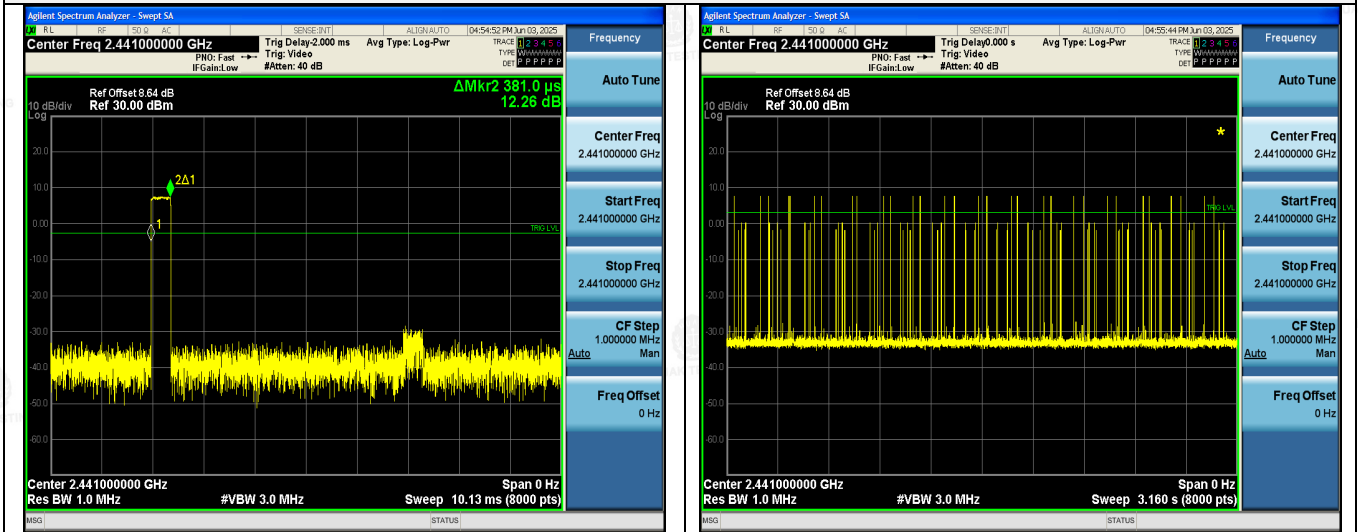 Agilent Spectrum Analyzer - Swept SA
RL RF 50 Ω AC SENSE:INT ALIGNAUTO 04:54:52 PM Jun 03, 2025
Center Freq 2.441000000 GHz
PNO: Fast
IFGain:Low
Trig Delay-2.000 ms
Trig: Video
#Atten: 40 dB
Avg Type: Log-Pwr
TRACE 1 2 3 4 5 6
TYPE
DET P P P P P P
ΔMkr2 381.0 µs
12.26 dB
Ref Offset 8.64 dB
Ref 30.00 dBm
10 dB/div
Log
20.0
10.0
0.00
-10.0
-20.0
-30.0
-40.0
-50.0
-60.0
2Δ1
1
TRIG LVL
Center 2.441000000 GHz
Span 0 Hz
Res BW 1.0 MHz
#VBW 3.0 MHz
Sweep 10.13 ms (8000 pts)
MSG
STATUS
Frequency
Auto Tune
Center Freq
2.441000000 GHz
Start Freq
2.441000000 GHz
Stop Freq
2.441000000 GHz
CF Step
1.000000 MHz
Auto Man
Freq Offset
0 Hz
Agilent Spectrum Analyzer - Swept SA
RL RF 50 Ω AC SENSE:INT ALIGNAUTO 04:55:44 PM Jun 03, 2025
Center Freq 2.441000000 GHz
PNO: Fast
IFGain:Low
Trig Delay0.000 s
Trig: Video
#Atten: 40 dB
Avg Type: Log-Pwr
TRACE 1 2 3 4 5 6
TYPE
DET P P P P P P
Ref Offset 8.64 dB
Ref 30.00 dBm
10 dB/div
Log
20.0
10.0
0.00
-10.0
-20.0
-30.0
-40.0
-50.0
-60.0
*
TRIG LVL
Center 2.441000000 GHz
Span 0 Hz
Res BW 1.0 MHz
#VBW 3.0 MHz
Sweep 3.160 s (8000 pts)
MSG
STATUS
Frequency
Auto Tune
Center Freq
2.441000000 GHz
Start Freq
2.441000000 GHz
Stop Freq
2.441000000 GHz
CF Step
1.000000 MHz
Auto Man
Freq Offset
0 Hz